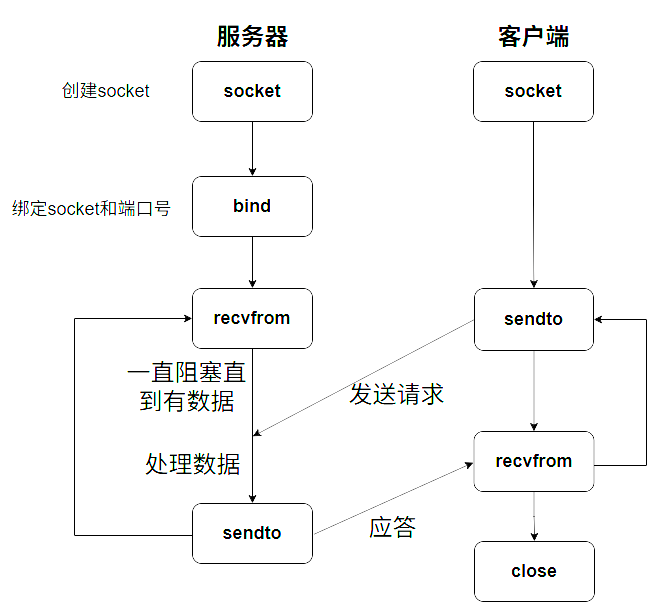 服务器
客户端
创建socket
socket
socket
绑定socket和端口号
bind
recvfrom
sendto
一直阻塞直
到有数据
发送请求
处理数据
recvfrom
sendto
应答
close